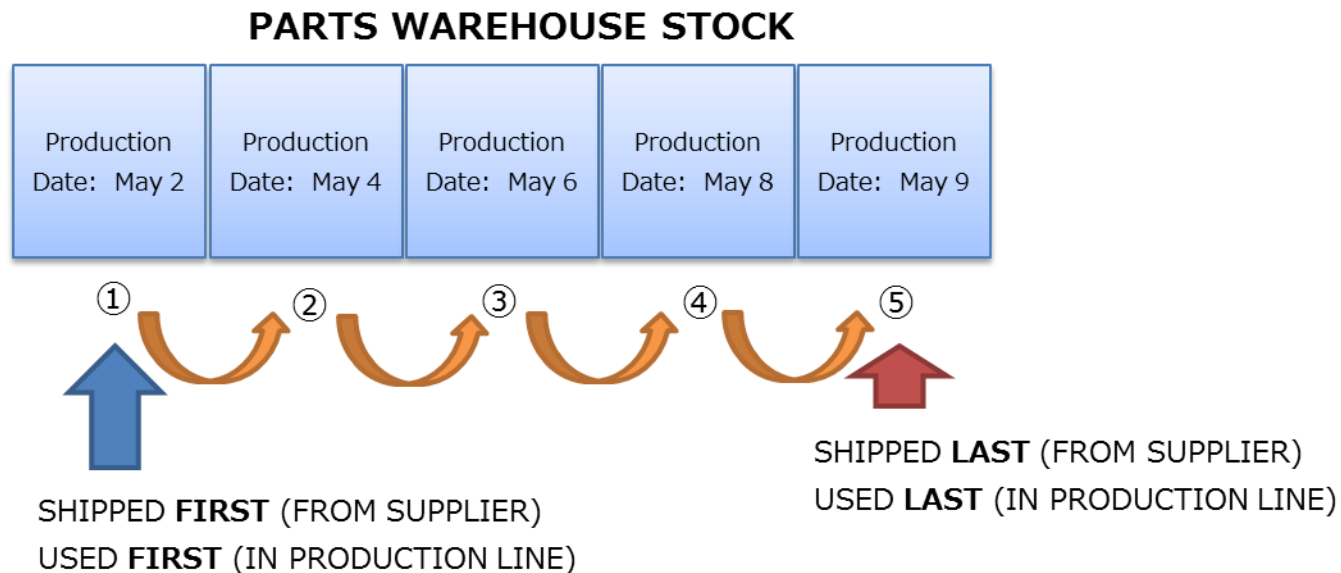 PARTS WAREHOUSE STOCK
Production
Date: May 2
Production
Date: May 4
Production
Date: May 6
Production
Date: May 8
Production
Date: May 9
① ② ③ ④ ⑤
SHIPPED FIRST (FROM SUPPLIER)
USED FIRST (IN PRODUCTION LINE)
SHIPPED LAST (FROM SUPPLIER)
USED LAST (IN PRODUCTION LINE)